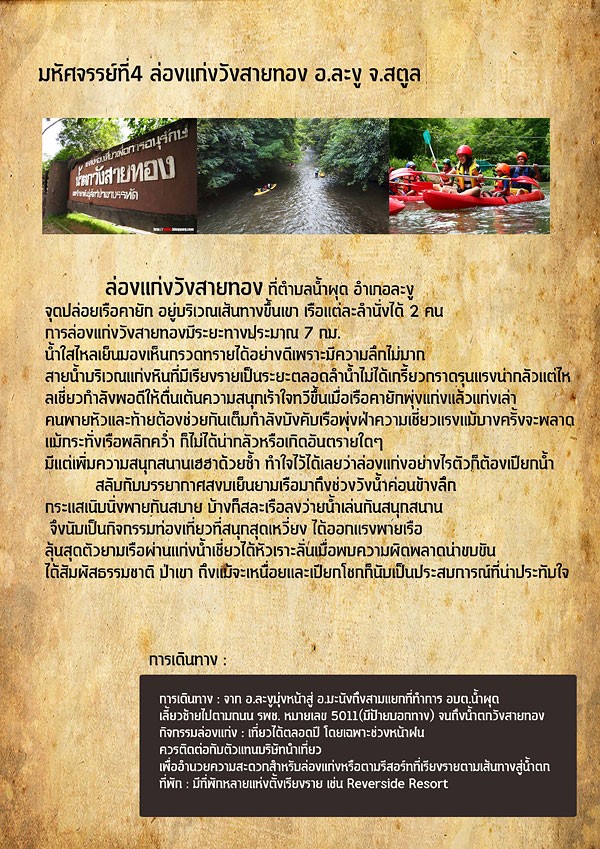 มหัศจรรย์ที่4 ล่องแก่งวังสายทอง อ.ละงู จ.สตูล
น้ำตกวังสายทอง
ล่องแก่งวังสายทอง ที่ตำบลน้ำผุด อำเภอละงู
จุดปล่อยเรือคายัก อยู่บริเวณเส้นทางขึ้นเขา เรือแต่ละลำนั่งได้ 2 คน
การล่องแก่งวังสายทองมีระยะทางประมาณ 7 กม.
น้ำใสไหลเย็นมองเห็นกรวดทรายได้อย่างดีเพราะมีความลึกไม่มาก
สายน้ำบริเวณแก่งหินที่มีเรียงรายเป็นระยะตลอดลำน้ำไม่ได้เกรี้ยวกราดรุนแรงน่ากลัวแต่ไห
ลเชี่ยวกำลังพอดีให้ตื่นเต้นความสนุกเร้าใจทวีขึ้นเมื่อเรือคายักพุ่งแก่งแล้วแก่งเล่า
คนพายหัวและท้ายต้องช่วยกันเต็มกำลังบังคับเรือพุ่งฝ่าความเชี่ยวแรงแม้บางครั้งจะพลาด
แม้กระทั่งเรือพลิกคว่ำ ก็ไม่ได้น่ากลัวหรือเกิดอันตรายใดๆ
มีแต่เพิ่มความสนุกสนานเฮฮาด้วยซ้ำ ทำใจไว้ได้เลยว่าล่องแก่งอย่างไรตัวก็ต้องเปียกน้ำ
สลับกับบรรยากาศสงบเย็นยามเรือมาถึงช่วงวังน้ำค่อนข้างลึก
กระแสเนิบนิ่งพายกันสบาย บ้างก็สละเรือลงว่ายน้ำเล่นกันสนุกสนาน
จึงนับเป็นกิจกรรมท่องเที่ยวที่สนุกสุดเหวี่ยง ได้ออกแรงพายเรือ
ลุ้นสุดตัวยามเรือผ่านแก่งน้ำเชี่ยวได้หัวเราะลั่นเมื่อพบความผิดพลาดน่าขบขัน
ได้สัมผัสธรรมชาติ ป่าเขา ถึงแม้จะเหนื่อยและเปียกโชกก็นับเป็นประสบการณ์ที่น่าประทับใจ
การเดินทาง :
การเดินทาง : จาก อ.ละงูมุ่งหน้าสู่ อ.มะนังถึงสามแยกที่ทำการ อบต.น้ำผุด
เลี้ยวซ้ายไปตามถนน รพช. หมายเลข 5011(มีป้ายบอกทาง) จนถึงน้ำตกวังสายทอง
กิจกรรมล่องแก่ง : เที่ยวได้ตลอดปี โดยเฉพาะช่วงหน้าฝน
ควรติดต่อกับตัวแทนบริษัทนำเที่ยว
เพื่ออำนวยความสะดวกสำหรับล่องแก่งหรือตามรีสอร์ทที่เรียงรายตามเส้นทางสู่น้ำตก
ที่พัก : มีที่พักหลายแห่งตั้งเรียงราย เช่น Reverside Resort